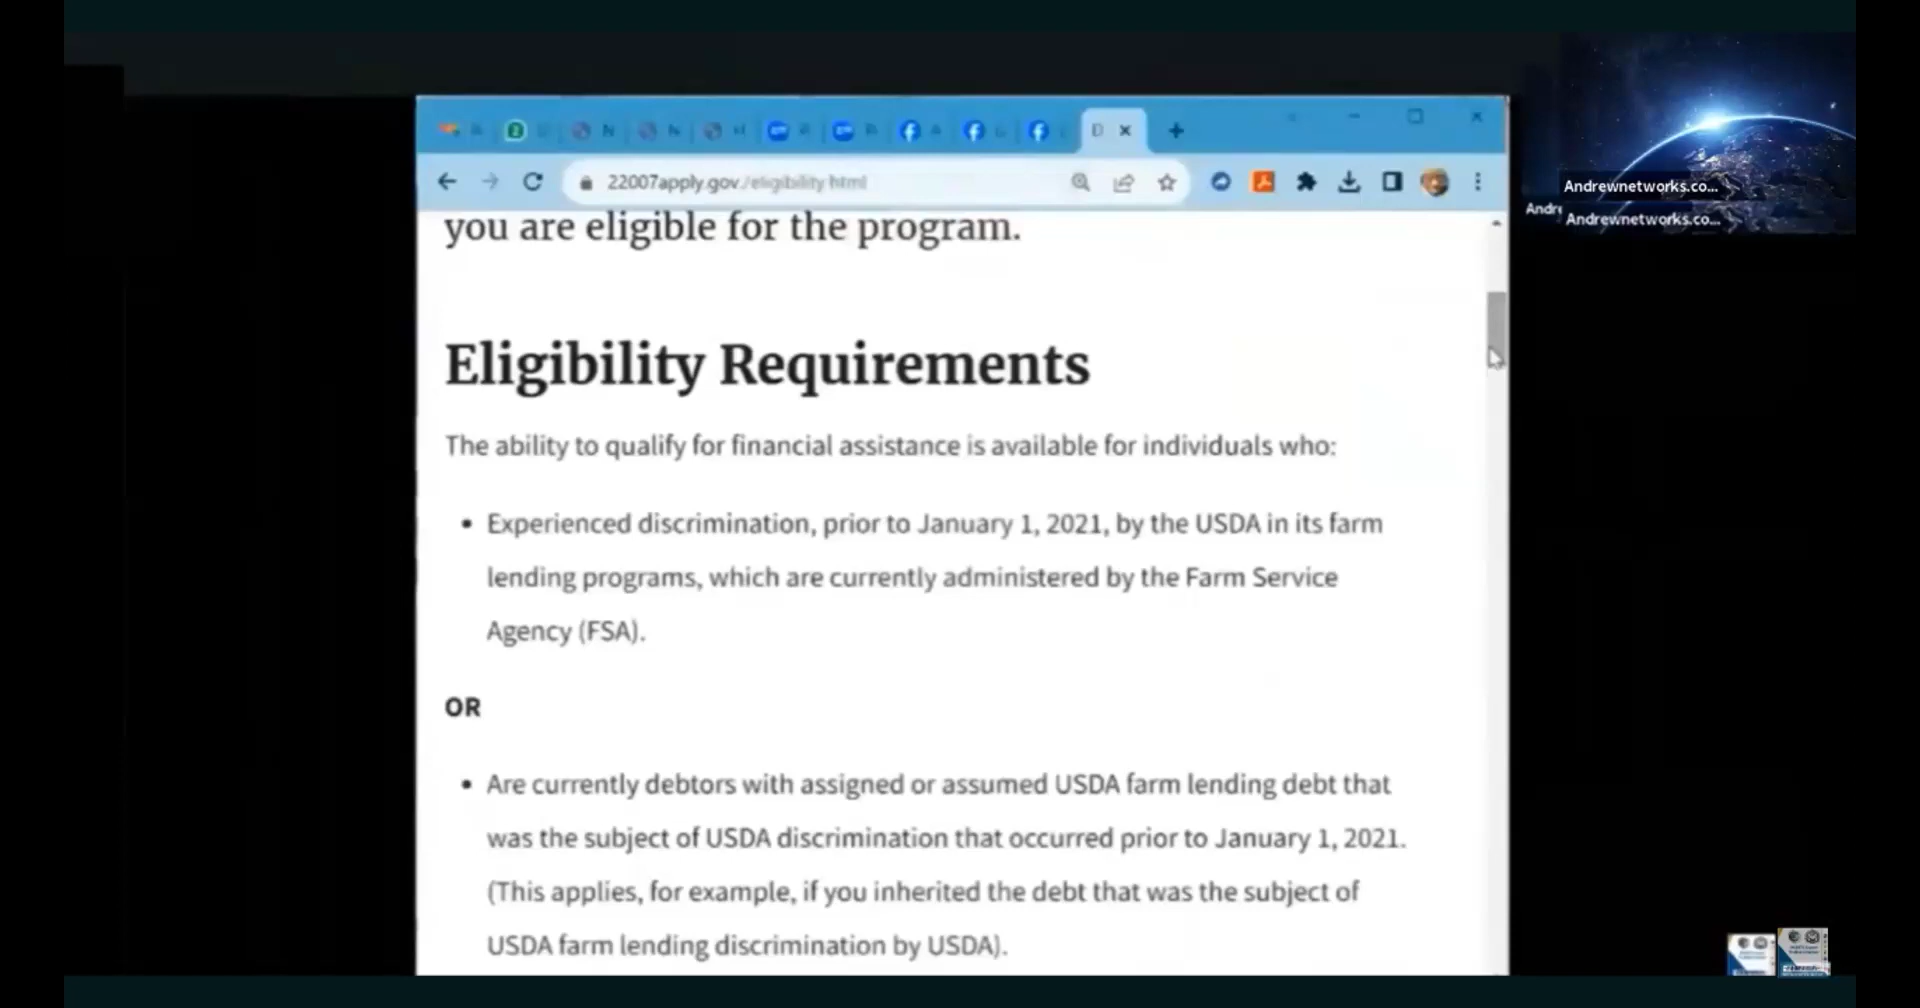 22007apply.gov./eligibility.html
Andrewnetworks.co...
Andre
Andrewnetworks.co...
you are eligible for the program.
Eligibility Requirements
The ability to qualify for financial assistance is available for individuals who:
• Experienced discrimination, prior to January 1, 2021, by the USDA in its farm
lending programs, which are currently administered by the Farm Service
Agency (FSA).
OR
• Are currently debtors with assigned or assumed USDA farm lending debt that
was the subject of USDA discrimination that occurred prior to January 1, 2021.
(This applies, for example, if you inherited the debt that was the subject of
USDA farm lending discrimination by USDA).